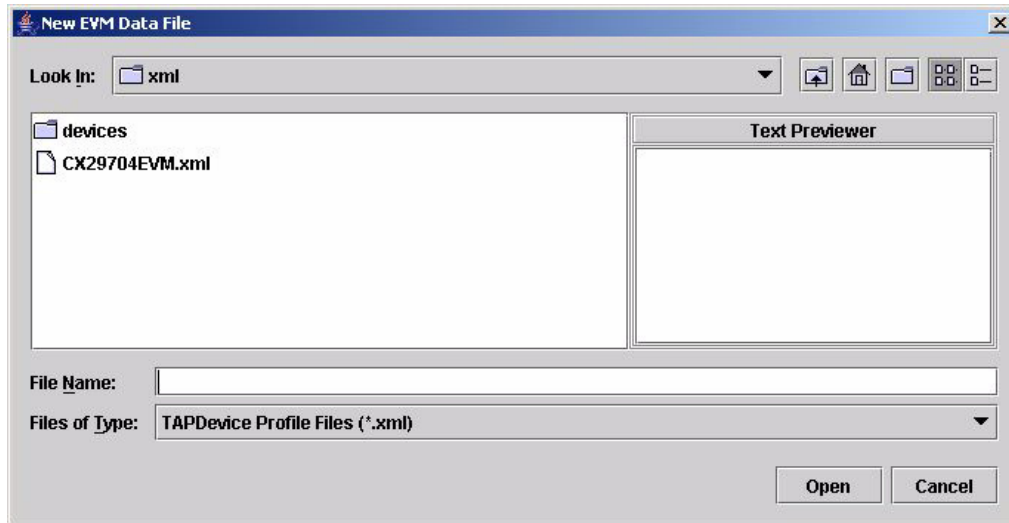 New EVM Data File
Look In: xml
devices
CX29704EVM.xml
Text Previewer
File Name:
Files of Type: TAPDevice Profile Files (*.xml)
Open Cancel